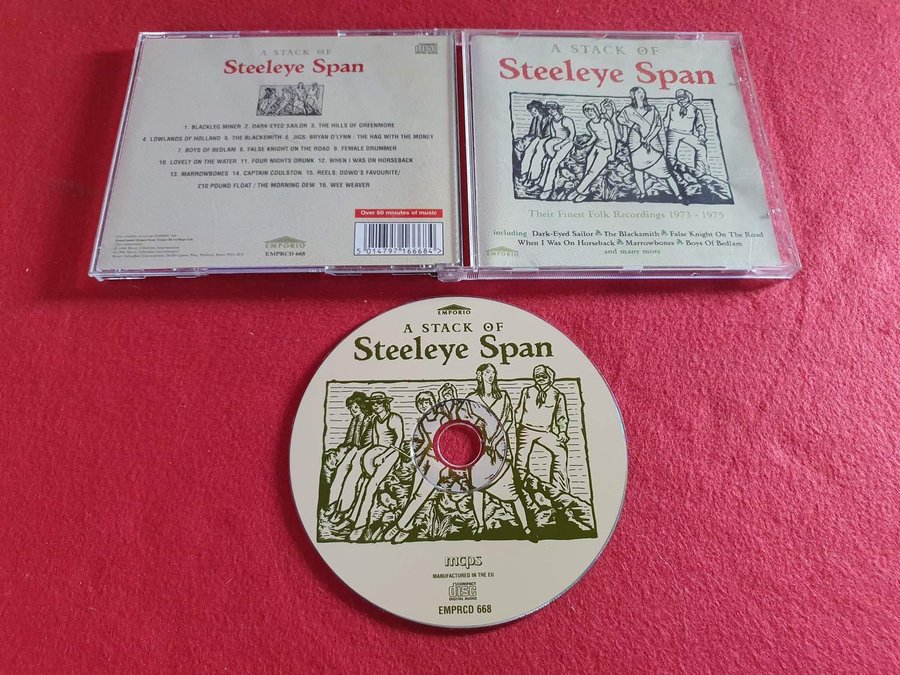 A STACK OF
Steeleye Span
1. BLACKLEG MINER 2. DARK-EYED SAILOR 3. THE HILLS OF GREENMORE
4. LOWLANDS OF HOLLAND 5. THE BLACKSMITH 6. JIGS: BRYAN O'LYNN / THE HAG WITH THE MONEY
7. BOYS OF BEDLAM 8. FALSE KNIGHT ON THE ROAD 9. FEMALE DRUMMER
10. LOVELY ON THE WATER 11. FOUR NIGHTS DRUNK 12. WHEN I WAS ON HORSEBACK
13. MARROWBONES 14. CAPTAIN COULSTON 15. REELS: DOWD'S FAVOURITE/
£10 POUND FLOAT / THE MORNING DEW 16. WEE WEAVER
Over 60 minutes of music
EMPORIO
EMPRCD 668
5 014797 166684
A STACK OF
Steeleye Span
Their Finest Folk Recordings 1973 - 1975
including Dark-Eyed Sailor The Blacksmith False Knight On The Road
When I Was On Horseback Marrowbones Boys Of Bedlam
and many more
EMPORIO
EMPORIO
A STACK OF
Steeleye Span
mcps
MANUFACTURED IN THE EU
COMPACT
disc
DIGITAL AUDIO
EMPRCD 668